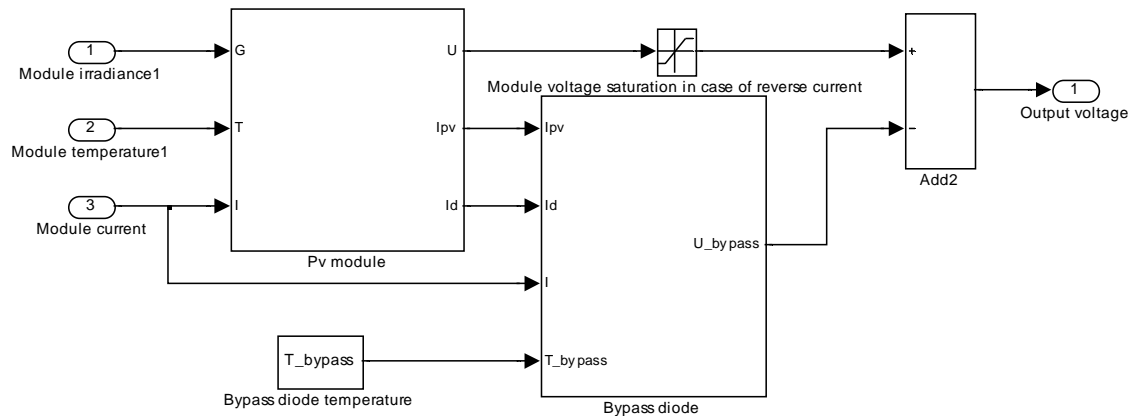 1
Module irradiance1
2
Module temperature1
3
Module current
G
T
I
U
Ipv
Id
Pv module
Module voltage saturation in case of reverse current
Ipv
Id
I
T_bypass
U_bypass
Bypass diode
T_bypass
Bypass diode temperature
+
−
Add2
1
Output voltage